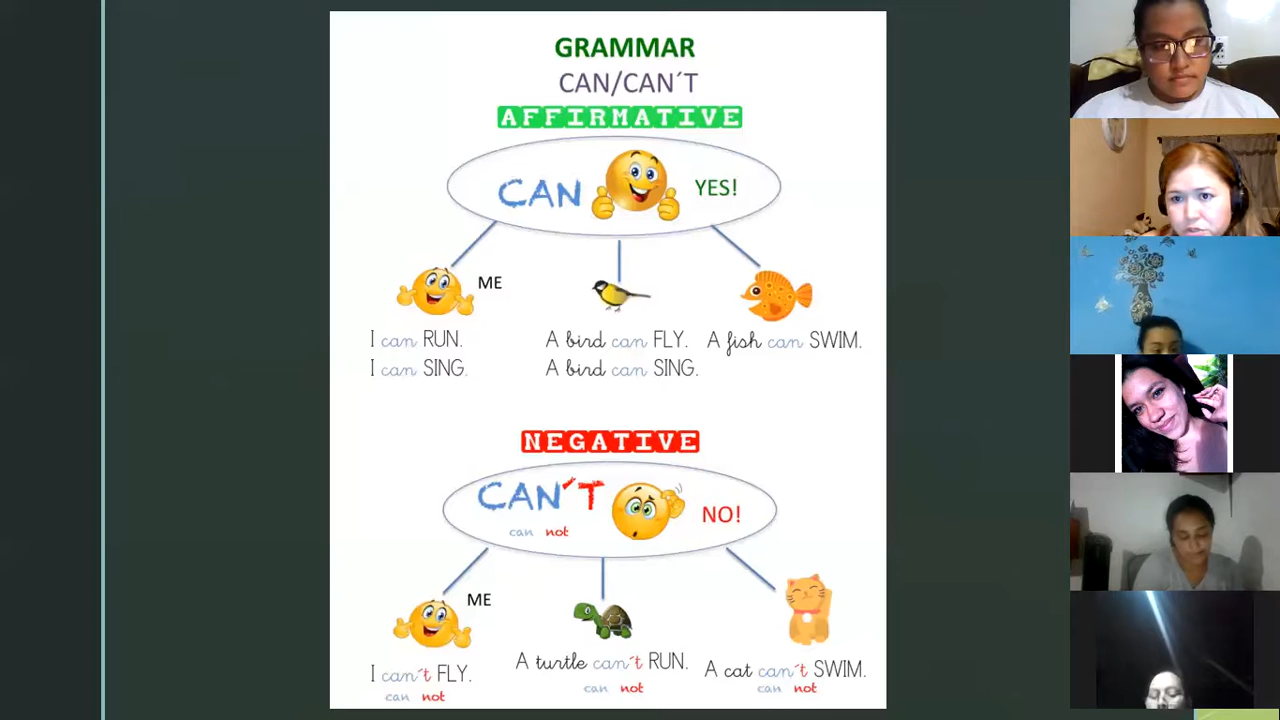 GRAMMAR
CAN/CAN´T
AFFIRMATIVE
CAN YES!
ME
I can RUN.
I can SING.
A bird can FLY.
A bird can SING.
A fish can SWIM.
NEGATIVE
CAN´T NO!
can not
ME
I can´t FLY.
can not
A turtle can´t RUN.
can not
A cat can´t SWIM.
can not